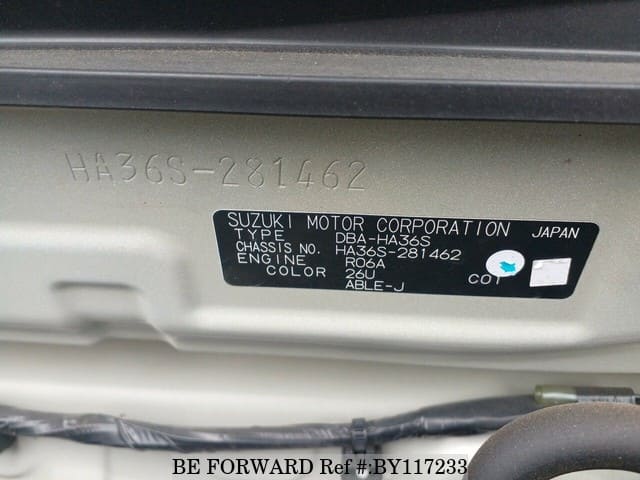 HA36S-281462
SUZUKI MOTOR CORPORATION JAPAN
TYPE DBA-HA36S
CHASSIS NO. HA36S-281462
ENGINE R06A
COLOR 26U C01
ABLE-J
BE FORWARD Ref #:BY117233